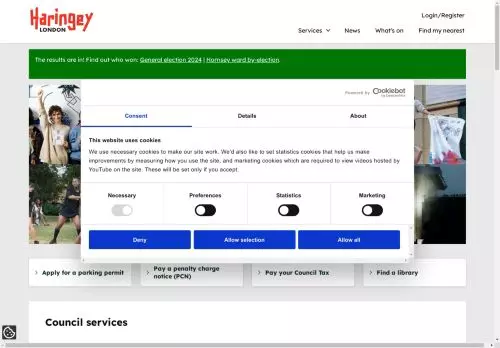 Haringey
LONDON
Login/Register
Services
News
What's on
Find my nearest
The results are in! Find out who won: General election 2024 | Hornsey ward by-election.
Powered by Cookiebot
Consent
Details
About
This website uses cookies
We use necessary cookies to make our site work. We'd also like to set statistics cookies that help us make
improvements by measuring how you use the site, and marketing cookies which are required to view videos hosted
by YouTube on the site. These will be set only if you accept.
Necessary
Preferences
Statistics
Marketing
Deny
Allow selection
Allow all
Apply for a parking permit
Pay a penalty charge
notice (PCN)
Pay your Council Tax
Find a library
Council services